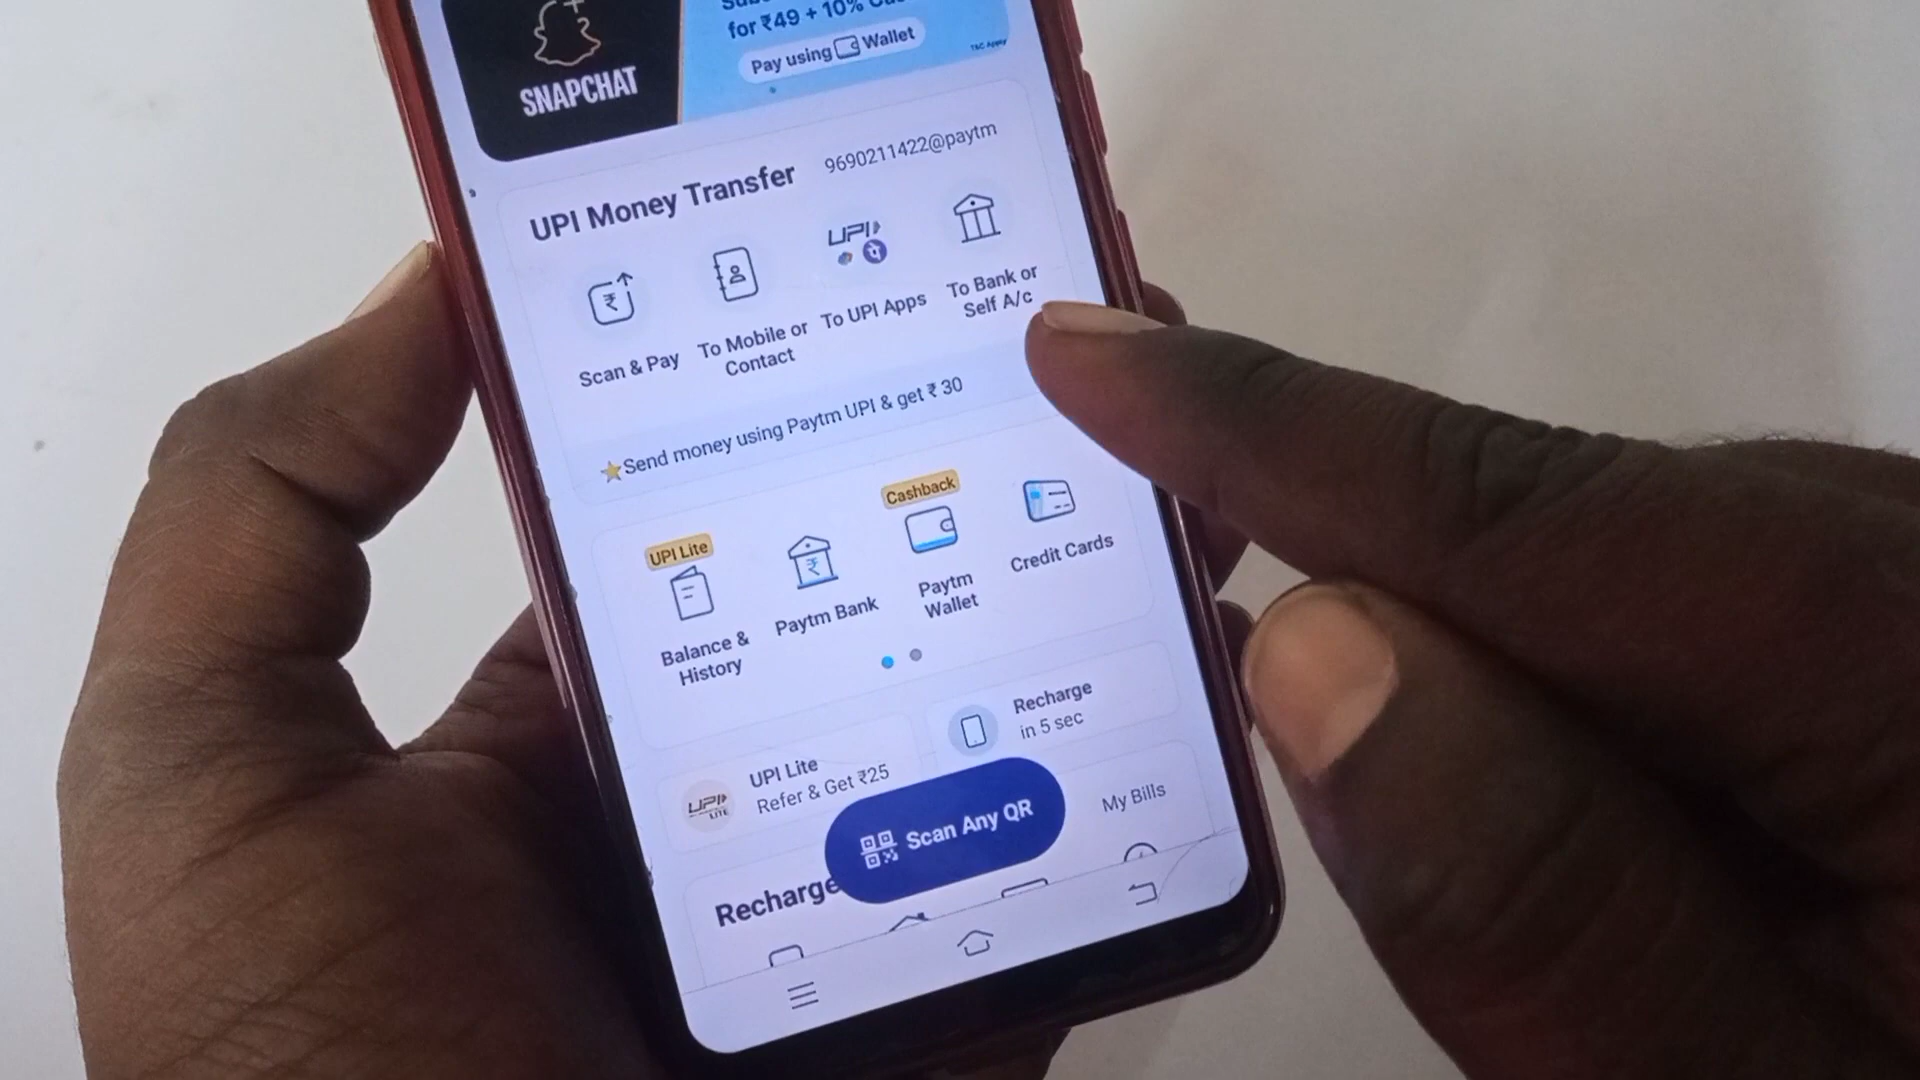 for ₹49 + 10%
Pay using Wallet
T&C Apply
SNAPCHAT
UPI Money Transfer
9690211422@paytm
UPI
Scan & Pay
To Mobile or
Contact
To UPI Apps
To Bank or
Self A/c
Send money using Paytm UPI & get ₹ 30
UPI Lite
Balance &
History
Paytm Bank
Cashback
Paytm
Wallet
Credit Cards
UPI
LITE
UPI Lite
Refer & Get ₹25
Recharge
in 5 sec
Scan Any QR
My Bills
Recharge